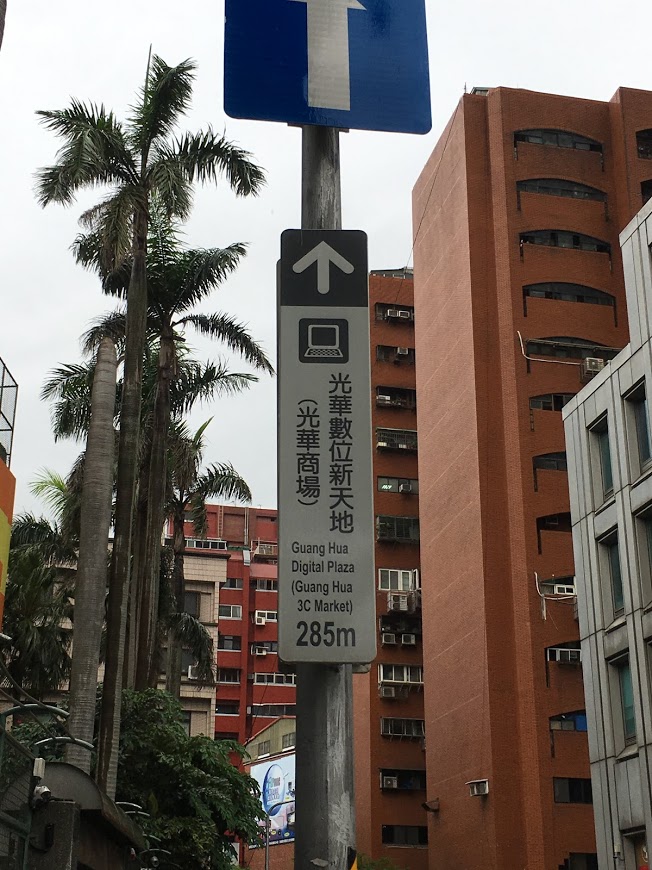 光華數位新天地
(光華商場)
Guang Hua
Digital Plaza
(Guang Hua
3C Market)
285m